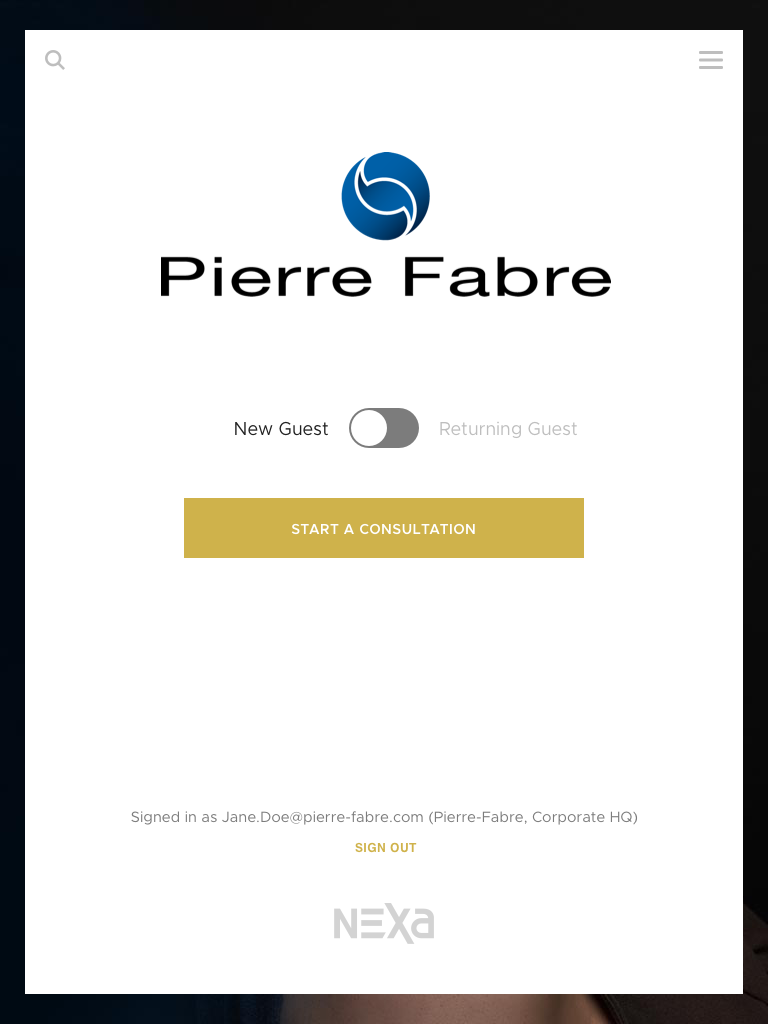 Pierre Fabre
New Guest Returning Guest
START A CONSULTATION
Signed in as Jane.Doe@pierre-fabre.com (Pierre-Fabre, Corporate HQ)
SIGN OUT
NEXa